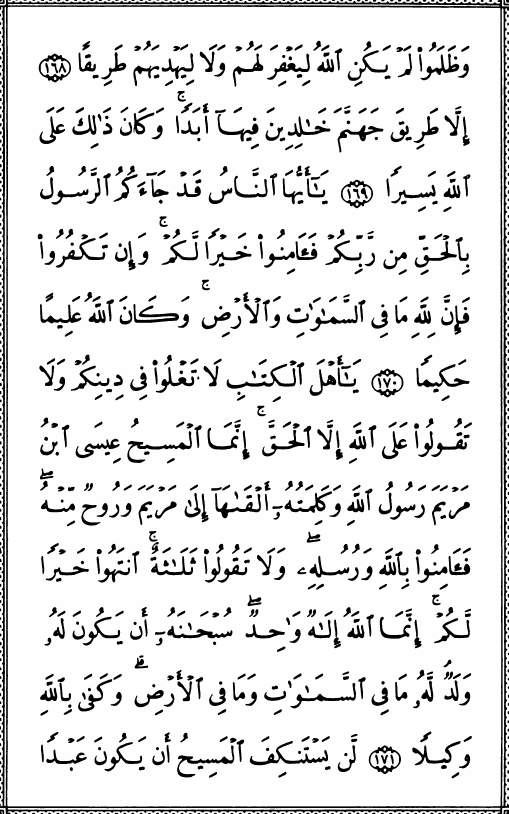 وَظَلَمُوا۟ لَمْ يَكُنِ ٱللَّهُ لِيَغْفِرَ لَهُمْ وَلَا لِيَهْدِيَهُمْ طَرِيقًا ١٦٨
إِلَّا طَرِيقَ جَهَنَّمَ خَـٰلِدِينَ فِيهَآ أَبَدًا ۚ وَكَانَ ذَٰلِكَ عَلَى
ٱللَّهِ يَسِيرًا ١٦٩ يَـٰٓأَيُّهَا ٱلنَّاسُ قَدْ جَآءَكُمُ ٱلرَّسُولُ
بِٱلْحَقِّ مِن رَّبِّكُمْ فَـَٔامِنُوا۟ خَيْرًا لَّكُمْ ۚ وَإِن تَكْفُرُوا۟
فَإِنَّ لِلَّهِ مَا فِى ٱلسَّمَـٰوَٰتِ وَٱلْأَرْضِ ۚ وَكَانَ ٱللَّهُ عَلِيمًا
حَكِيمًا ١٧٠ يَـٰٓأَهْلَ ٱلْكِتَـٰبِ لَا تَغْلُوا۟ فِى دِينِكُمْ وَلَا
تَقُولُوا۟ عَلَى ٱللَّهِ إِلَّا ٱلْحَقَّ ۚ إِنَّمَا ٱلْمَسِيحُ عِيسَى ٱبْنُ
مَرْيَمَ رَسُولُ ٱللَّهِ وَكَلِمَتُهُۥٓ أَلْقَىٰهَآ إِلَىٰ مَرْيَمَ وَرُوحٌ مِّنْهُ ۖ
فَـَٔامِنُوا۟ بِٱللَّهِ وَرُسُلِهِۦ ۖ وَلَا تَقُولُوا۟ ثَلَـٰثَةٌ ۚ ٱنتَهُوا۟ خَيْرًا
لَّكُمْ ۚ إِنَّمَا ٱللَّهُ إِلَـٰهٌ وَٰحِدٌ ۖ سُبْحَـٰنَهُۥٓ أَن يَكُونَ لَهُۥ
وَلَدٌ ۘ لَّهُۥ مَا فِى ٱلسَّمَـٰوَٰتِ وَمَا فِى ٱلْأَرْضِ ۗ وَكَفَىٰ بِٱللَّهِ
وَكِيلًا ١٧١ لَّن يَسْتَنكِفَ ٱلْمَسِيحُ أَن يَكُونَ عَبْدًا